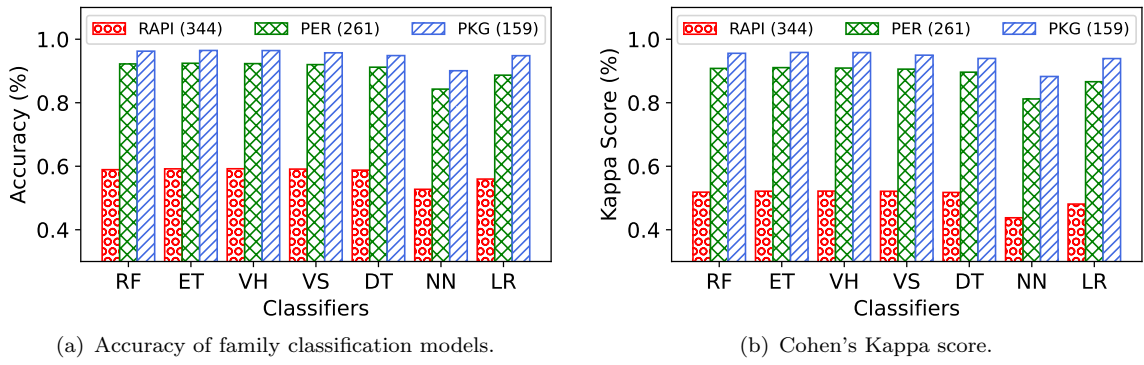 RAPI (344) PER (261) PKG (159)
Accuracy (%)
1.0
0.8
0.6
0.4
RF ET VH VS DT NN LR
Classifiers
(a) Accuracy of family classification models.
RAPI (344) PER (261) PKG (159)
Kappa Score (%)
1.0
0.8
0.6
0.4
RF ET VH VS DT NN LR
Classifiers
(b) Cohen's Kappa score.